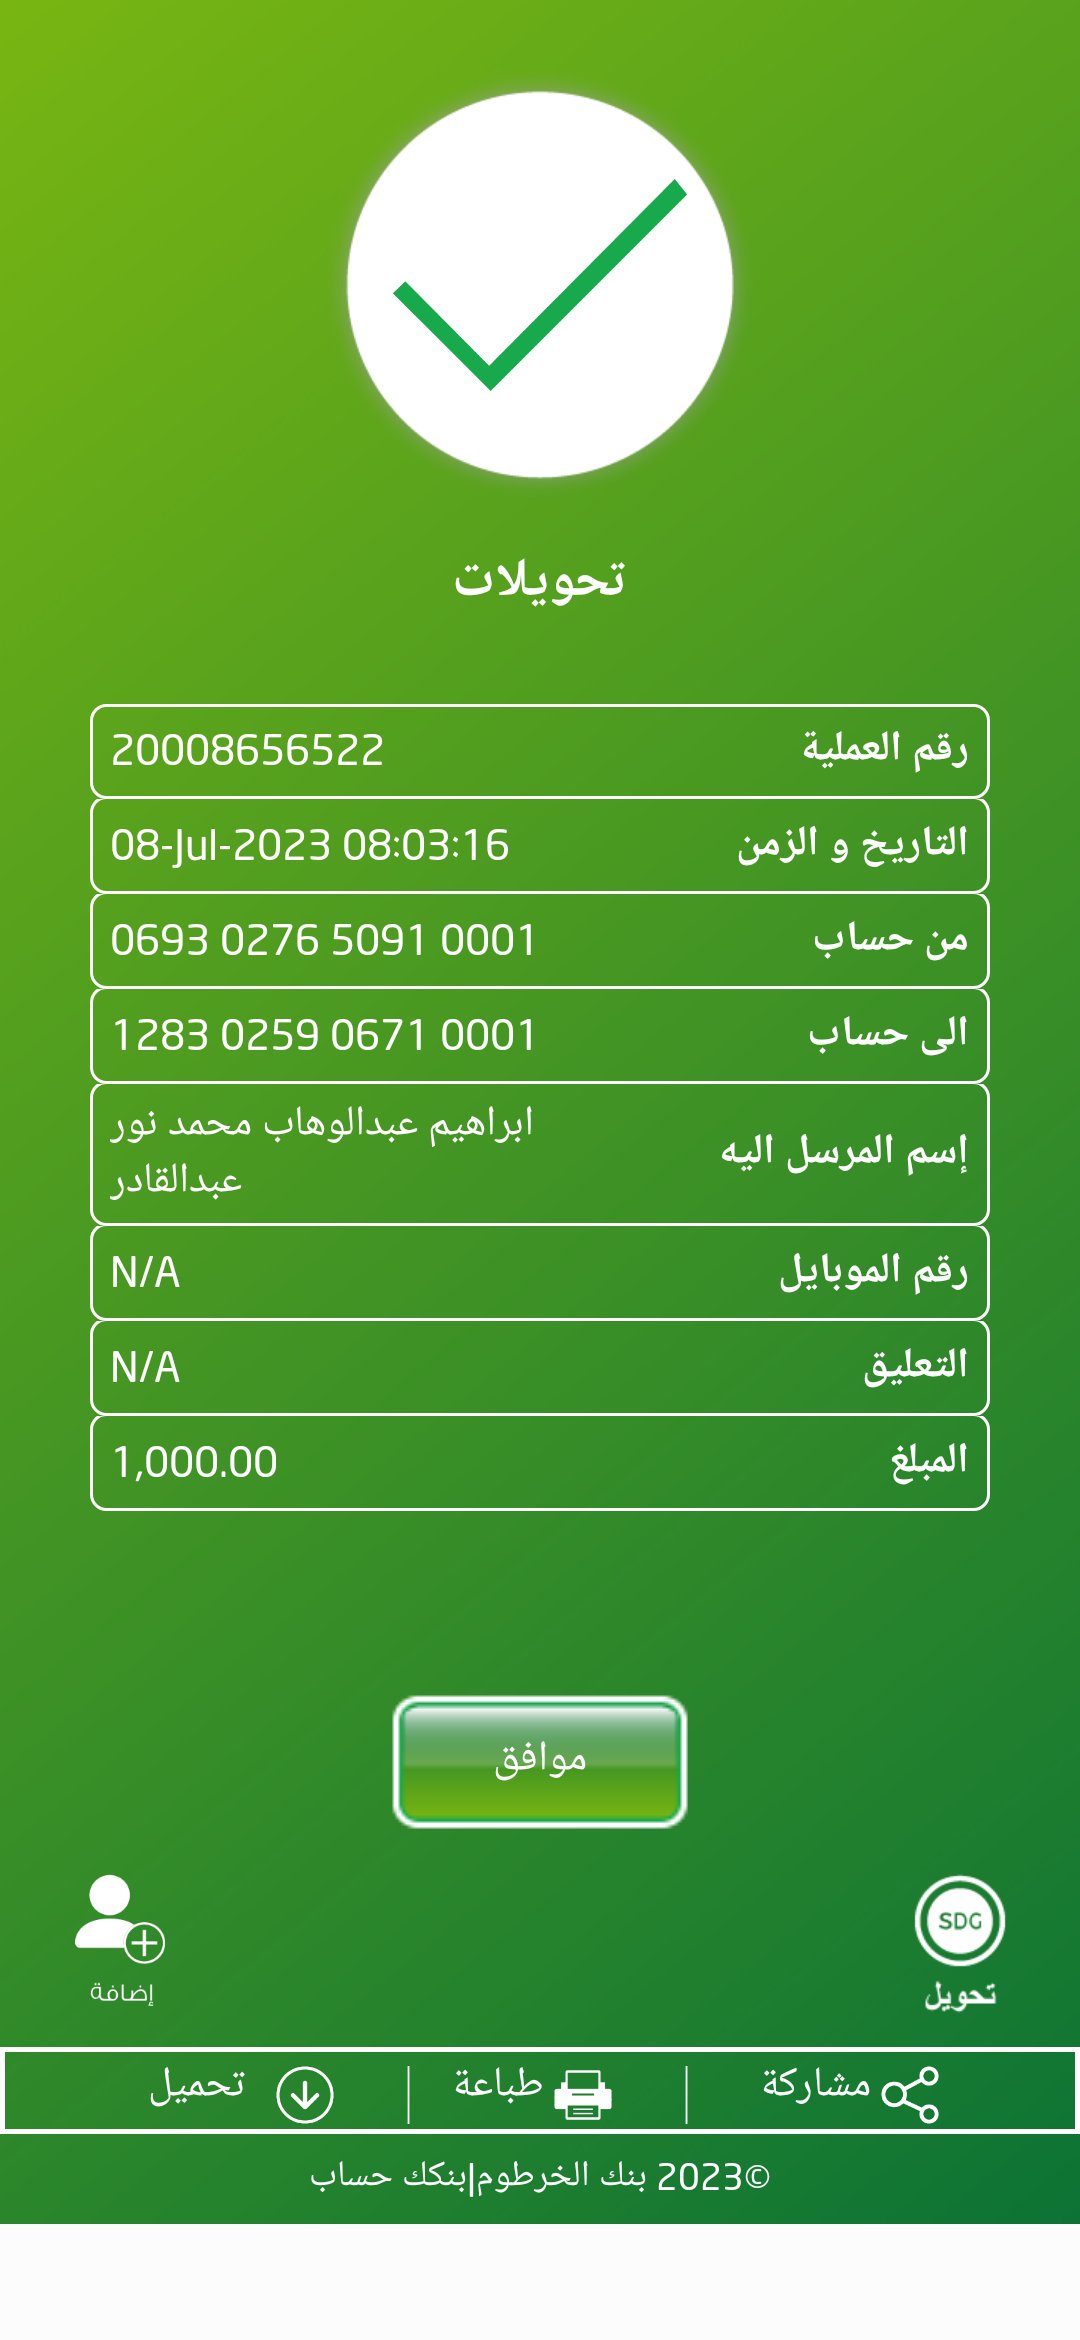 تحويلات
رقم العملية 20008656522
التاريخ و الزمن 08-Jul-2023 08:03:16
من حساب 0693 0276 5091 0001
الى حساب 1283 0259 0671 0001
إسم المرسل اليه ابراهيم عبدالوهاب محمد نور
عبدالقادر
رقم الموبايل N/A
التعليق N/A
المبلغ 1,000.00
موافق
SDG
تحويل
إضافة
مشاركة
طباعة
تحميل
©2023 بنك الخرطوم|بنكك حساب